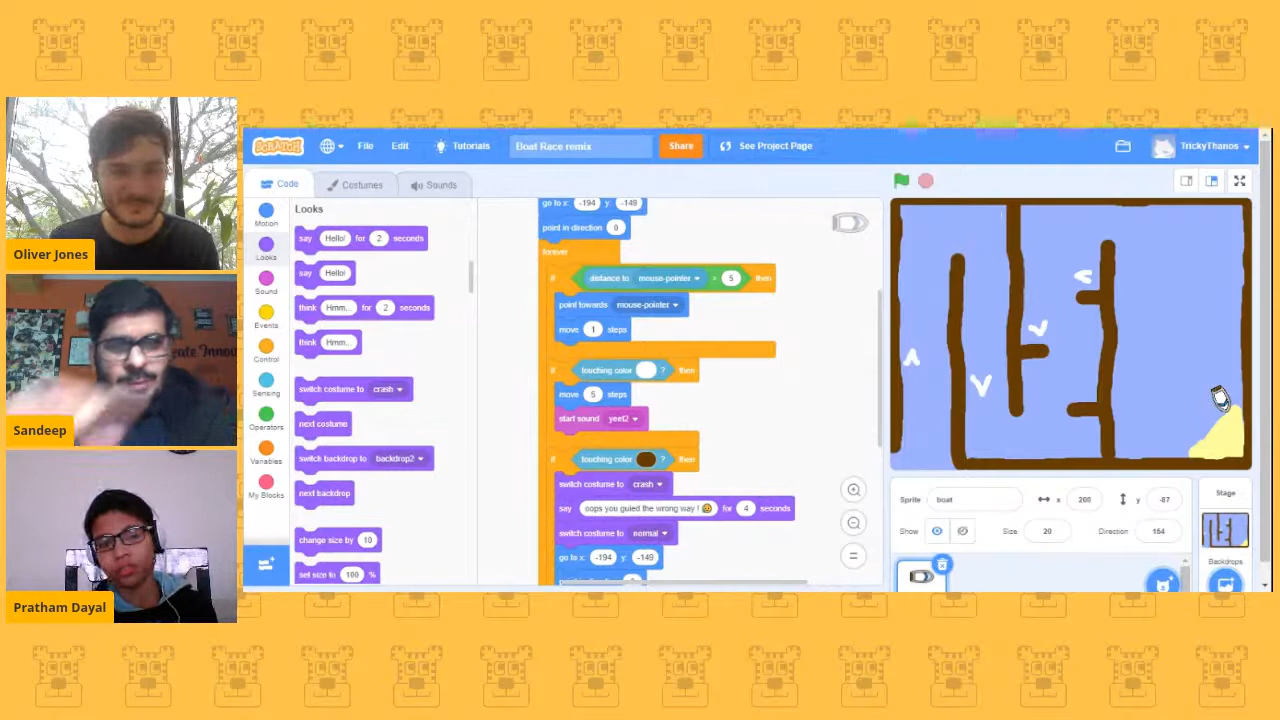 Oliver Jones
Sandeep
Pratham Dayal
SCRATCH
File Edit Tutorials Boat Race remix Share See Project Page TrickyThanos
Code Costumes Sounds
Motion
Looks
Sound
Events
Control
Sensing
Operators
Variables
My Blocks
Looks
say Hello! for 2 seconds
say Hello!
think Hmm... for 2 seconds
think Hmm...
switch costume to crash
next costume
switch backdrop to backdrop2
next backdrop
change size by 10
set size to 100 %
go to x: -194 y: -149
point in direction 0
forever
if distance to mouse-pointer > 5 then
point towards mouse-pointer
move 1 steps
if touching color ? then
move 5 steps
start sound yeet2
if touching color ? then
switch costume to crash
say oops you guied the wrong way ! for 4 seconds
switch costume to normal
go to x: -194 y: -149
Sprite boat x 200 y -87
Show Size 20 Direction 164
Stage
Backdrops